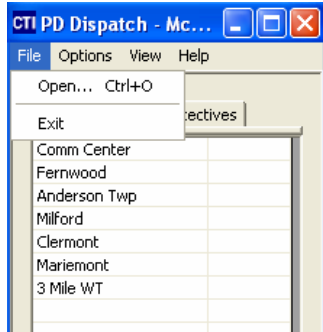 CTI PD Dispatch - Mc...
File Options View Help
Open... Ctrl+O
Exit
Comm Center
Fernwood
Anderson Twp
Milford
Clermont
Mariemont
3 Mile WT